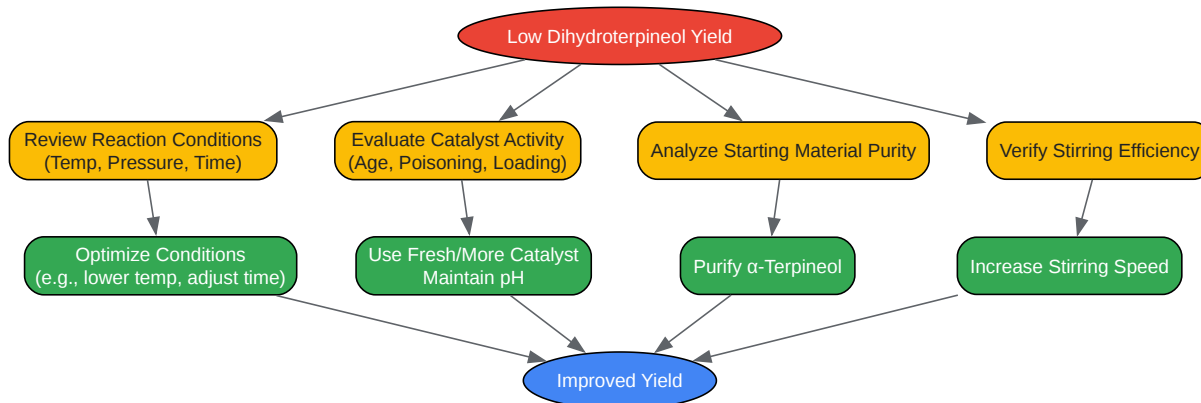 Low Dihydroterpineol Yield
Review Reaction Conditions
(Temp, Pressure, Time)
Evaluate Catalyst Activity
(Age, Poisoning, Loading)
Analyze Starting Material Purity
Verify Stirring Efficiency
Optimize Conditions
(e.g., lower temp, adjust time)
Use Fresh/More Catalyst
Maintain pH
Purify α-Terpineol
Increase Stirring Speed
Improved Yield